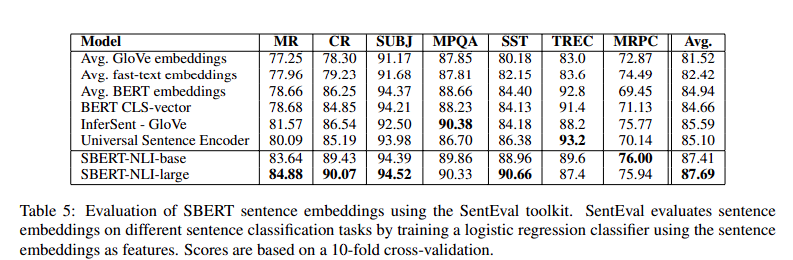 Model MR CR SUBJ MPQA SST TREC MRPC Avg.
Avg. GloVe embeddings 77.25 78.30 91.17 87.85 80.18 83.0 72.87 81.52
Avg. fast-text embeddings 77.96 79.23 91.68 87.81 82.15 83.6 74.49 82.42
Avg. BERT embeddings 78.66 86.25 94.37 88.66 84.40 92.8 69.45 84.94
BERT CLS-vector 78.68 84.85 94.21 88.23 84.13 91.4 71.13 84.66
InferSent - GloVe 81.57 86.54 92.50 90.38 84.18 88.2 75.77 85.59
Universal Sentence Encoder 80.09 85.19 93.98 86.70 86.38 93.2 70.14 85.10
SBERT-NLI-base 83.64 89.43 94.39 89.86 88.96 89.6 76.00 87.41
SBERT-NLI-large 84.88 90.07 94.52 90.33 90.66 87.4 75.94 87.69
Table 5: Evaluation of SBERT sentence embeddings using the SentEval toolkit. SentEval evaluates sentence
embeddings on different sentence classification tasks by training a logistic regression classifier using the sentence
embeddings as features. Scores are based on a 10-fold cross-validation.